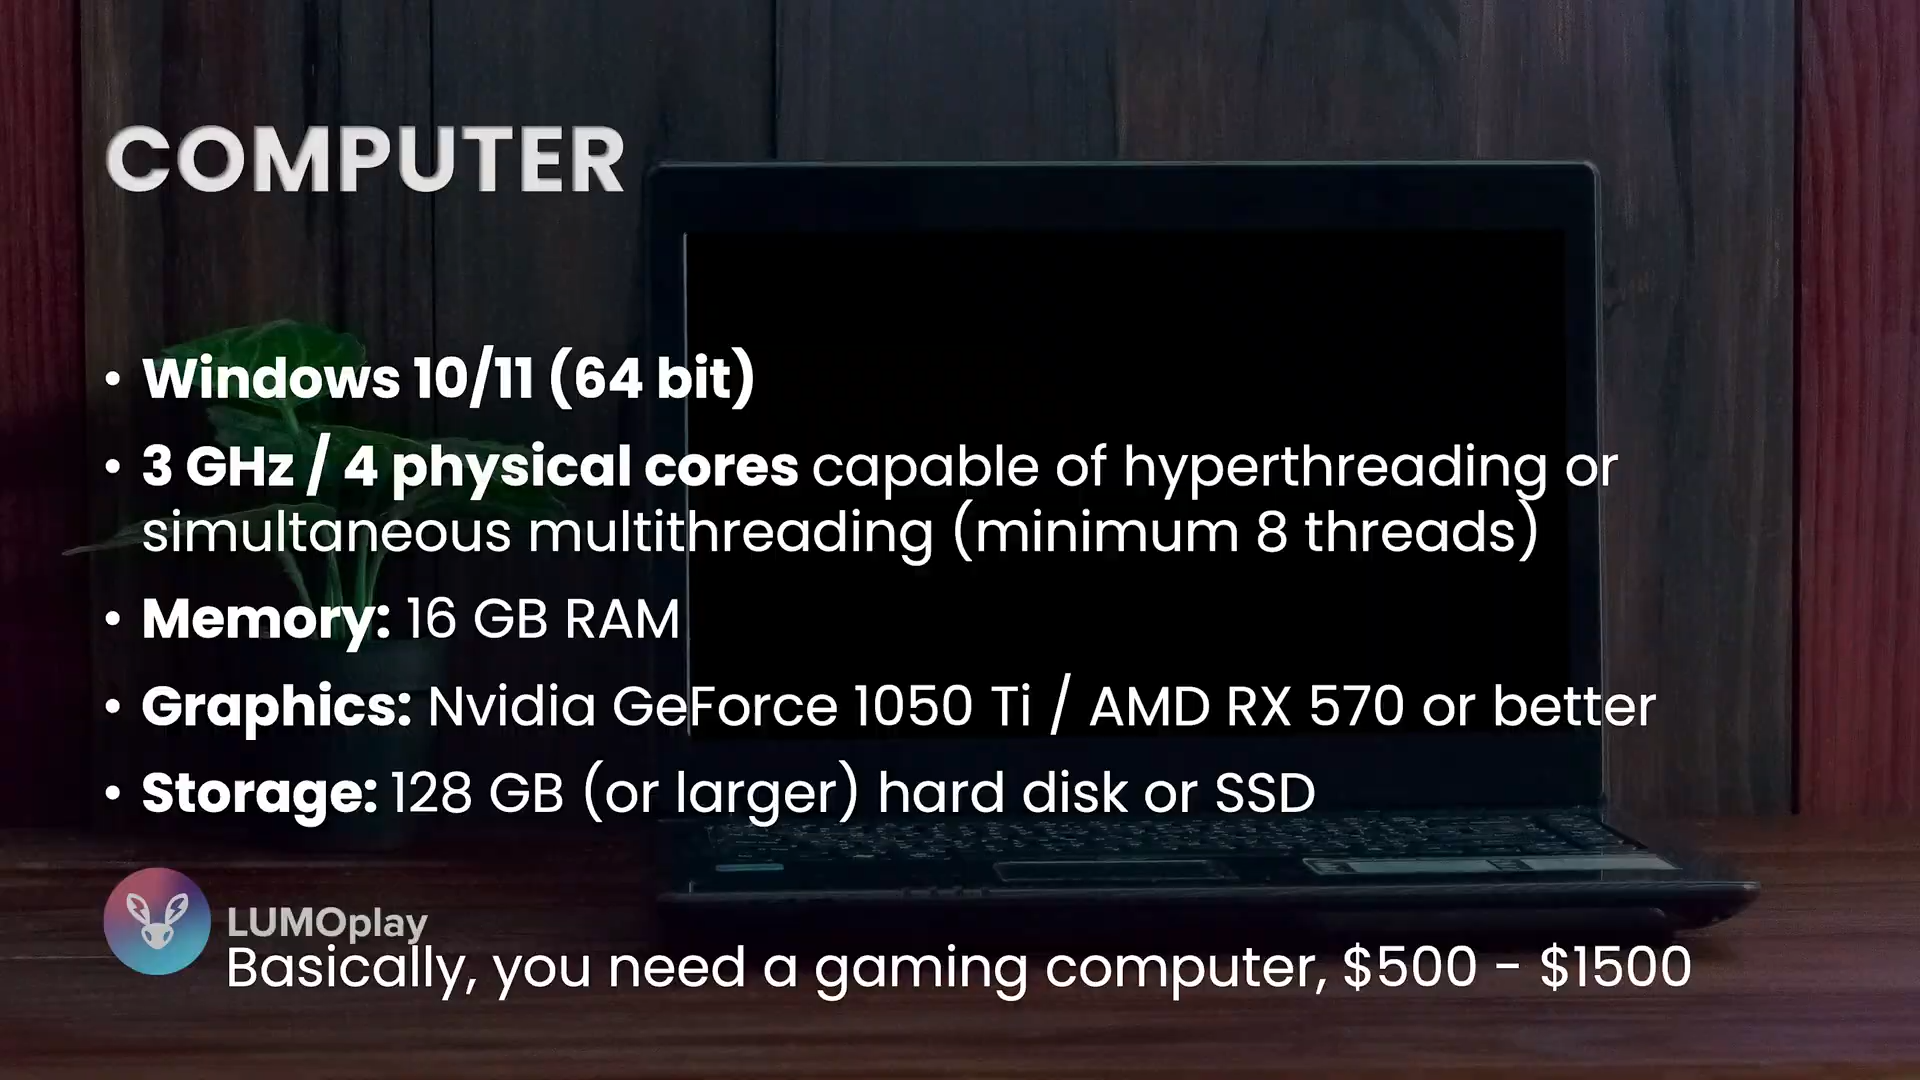 COMPUTER
• Windows 10/11 (64 bit)
• 3 GHz / 4 physical cores capable of hyperthreading or
simultaneous multithreading (minimum 8 threads)
• Memory: 16 GB RAM
• Graphics: Nvidia GeForce 1050 Ti / AMD RX 570 or better
• Storage: 128 GB (or larger) hard disk or SSD
LUMOplay
Basically, you need a gaming computer, $500 - $1500